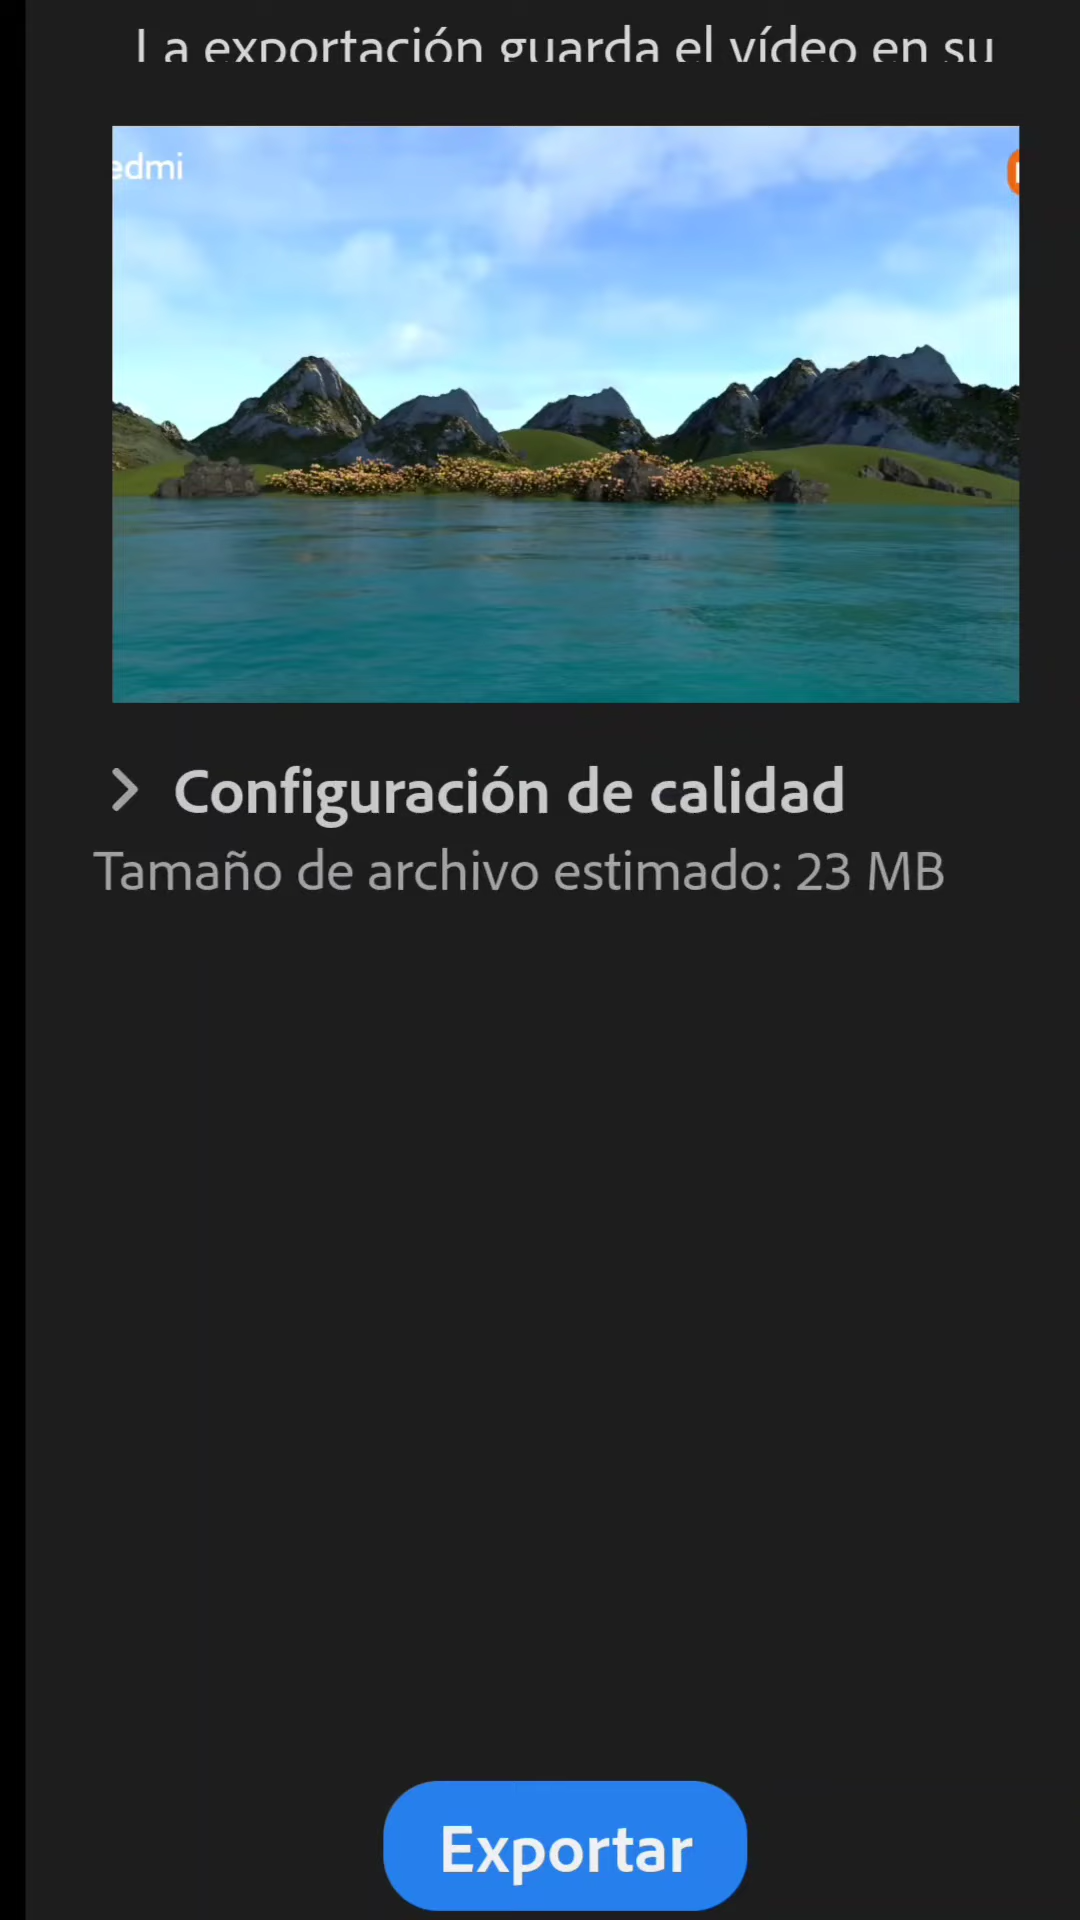 La exportación guarda el vídeo en su
edmi
Configuración de calidad
Tamaño de archivo estimado: 23 MB
Exportar